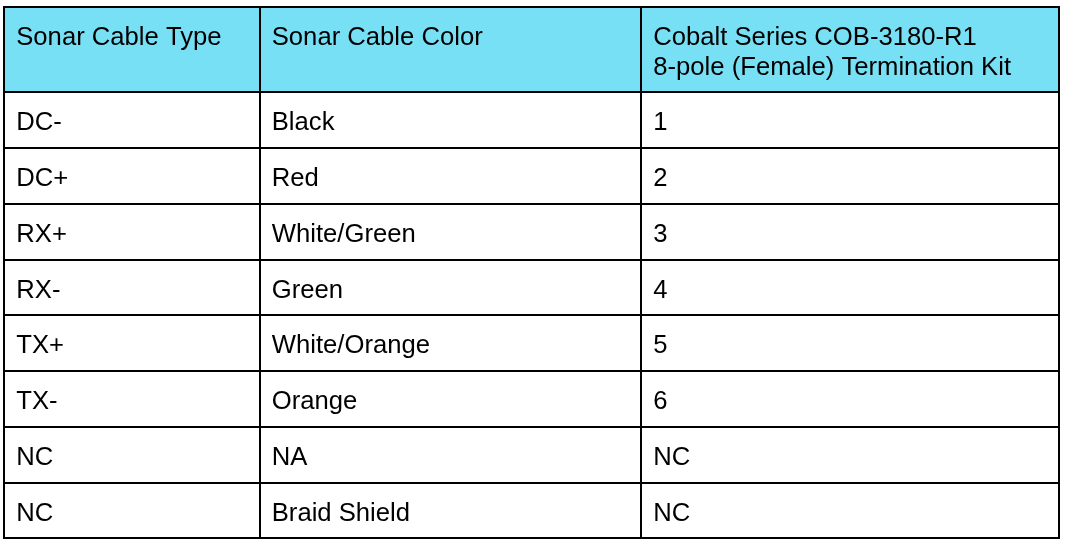 Sonar Cable Type Sonar Cable Color Cobalt Series COB-3180-R1
8-pole (Female) Termination Kit
DC- Black 1
DC+ Red 2
RX+ White/Green 3
RX- Green 4
TX+ White/Orange 5
TX- Orange 6
NC NA NC
NC Braid Shield NC